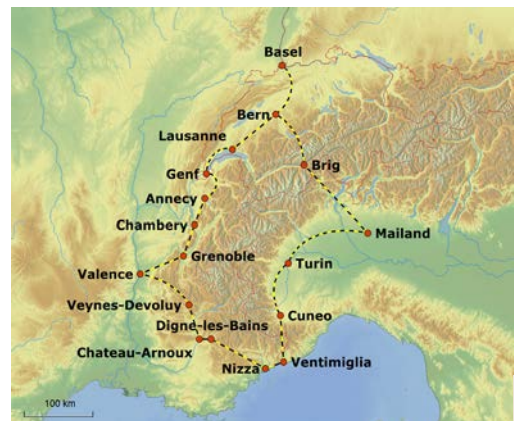 Basel
Bern
Lausanne
Genf
Brig
Annecy
Chambery
Mailand
Grenoble
Turin
Valence
Veynes-Devoluy
Cuneo
Digne-les-Bains
Chateau-Arnoux
Nizza
Ventimiglia
100 km